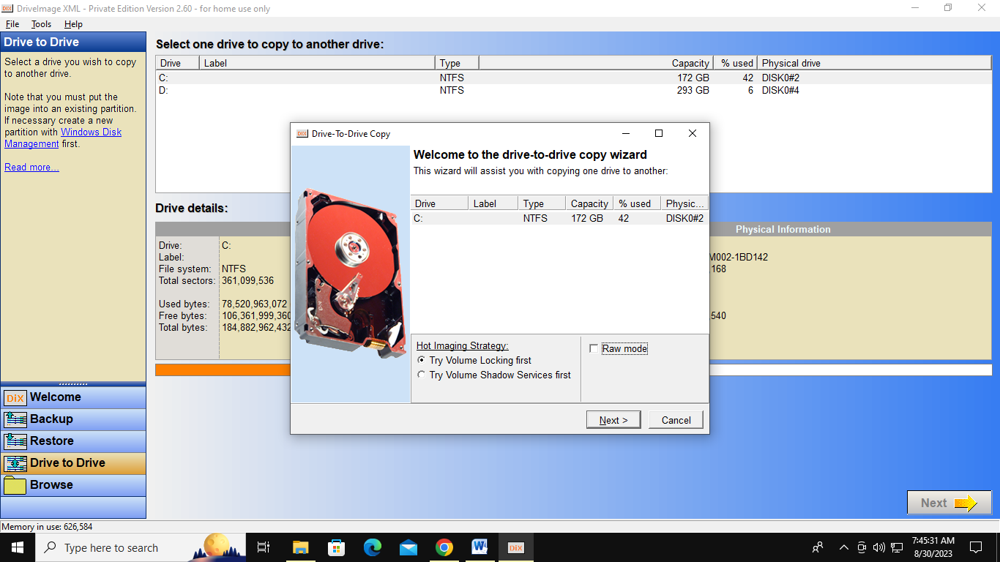 DiX DriveImage XML - Private Edition Version 2.60 - for home use only
File Tools Help
Drive to Drive
Select a drive you wish to copy
to another drive.
Note that you must put the
image into an existing partition.
If necessary create a new
partition with Windows Disk
Management first.
Read more...
Select one drive to copy to another drive:
Drive Label Type Capacity % used Physical drive
C: NTFS 172 GB 42 DISK0#2
D: NTFS 293 GB 6 DISK0#4
Drive details:
Physical Information
Drive: C:
Label: M002-1BD142
File system: NTFS 168
Total sectors: 361,099,536
Used bytes: 78,520,963,072
Free bytes: 106,361,999,360 540
Total bytes: 184,882,962,432
DiX Drive-To-Drive Copy
Welcome to the drive-to-drive copy wizard
This wizard will assist you with copying one drive to another:
Drive Label Type Capacity % used Physic...
C: NTFS 172 GB 42 DISK0#2
Hot Imaging Strategy:
Try Volume Locking first
Try Volume Shadow Services first
Raw mode
Next > Cancel
DiX Welcome
Backup
Restore
Drive to Drive
Browse
Next
Memory in use: 626,584
Type here to search
W
DiX
7:45:31 AM
8/30/2023